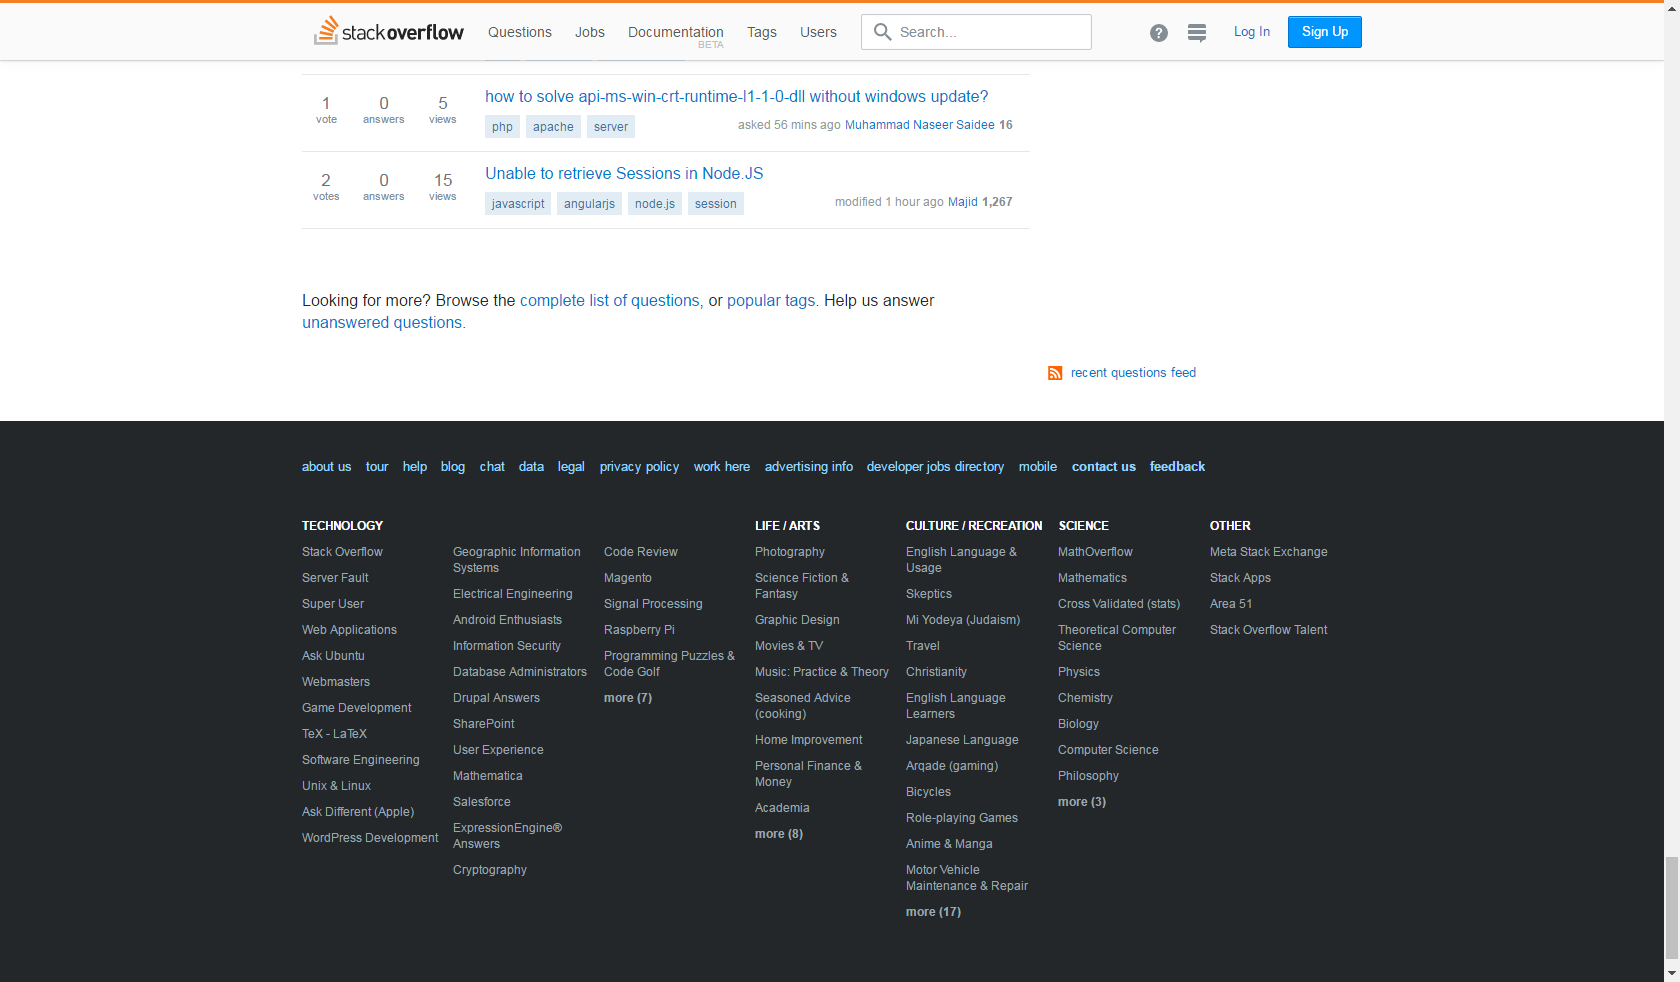 stackoverflow Questions Jobs Documentation Tags Users Search... ? Log In Sign Up
BETA
1 0 5 how to solve api-ms-win-crt-runtime-l1-1-0-dll without windows update?
vote answers views
php apache server asked 56 mins ago Muhammad Naseer Saidee 16
2 0 15 Unable to retrieve Sessions in Node.JS
votes answers views
javascript angularjs node.js session modified 1 hour ago Majid 1,267
Looking for more? Browse the complete list of questions, or popular tags. Help us answer
unanswered questions.
recent questions feed
about us tour help blog chat data legal privacy policy work here advertising info developer jobs directory mobile contact us feedback
TECHNOLOGY
Stack Overflow
Server Fault
Super User
Web Applications
Ask Ubuntu
Webmasters
Game Development
TeX - LaTeX
Software Engineering
Unix & Linux
Ask Different (Apple)
WordPress Development
Geographic Information
Systems
Electrical Engineering
Android Enthusiasts
Information Security
Database Administrators
Drupal Answers
SharePoint
User Experience
Mathematica
Salesforce
ExpressionEngine®
Answers
Cryptography
Code Review
Magento
Signal Processing
Raspberry Pi
Programming Puzzles &
Code Golf
more (7)
LIFE / ARTS
Photography
Science Fiction &
Fantasy
Graphic Design
Movies & TV
Music: Practice & Theory
Seasoned Advice
(cooking)
Home Improvement
Personal Finance &
Money
Academia
more (8)
CULTURE / RECREATION
English Language &
Usage
Skeptics
Mi Yodeya (Judaism)
Travel
Christianity
English Language
Learners
Japanese Language
Arqade (gaming)
Bicycles
Role-playing Games
Anime & Manga
Motor Vehicle
Maintenance & Repair
more (17)
SCIENCE
MathOverflow
Mathematics
Cross Validated (stats)
Theoretical Computer
Science
Physics
Chemistry
Biology
Computer Science
Philosophy
more (3)
OTHER
Meta Stack Exchange
Stack Apps
Area 51
Stack Overflow Talent